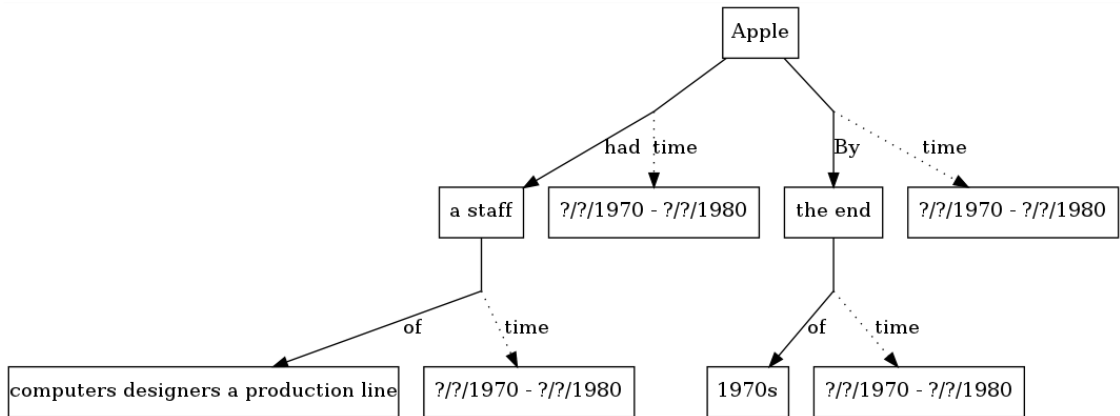 Apple
had
time
By
time
a staff
?/?/1970 - ?/?/1980
the end
?/?/1970 - ?/?/1980
of
time
of
time
computers designers a production line
?/?/1970 - ?/?/1980
1970s
?/?/1970 - ?/?/1980